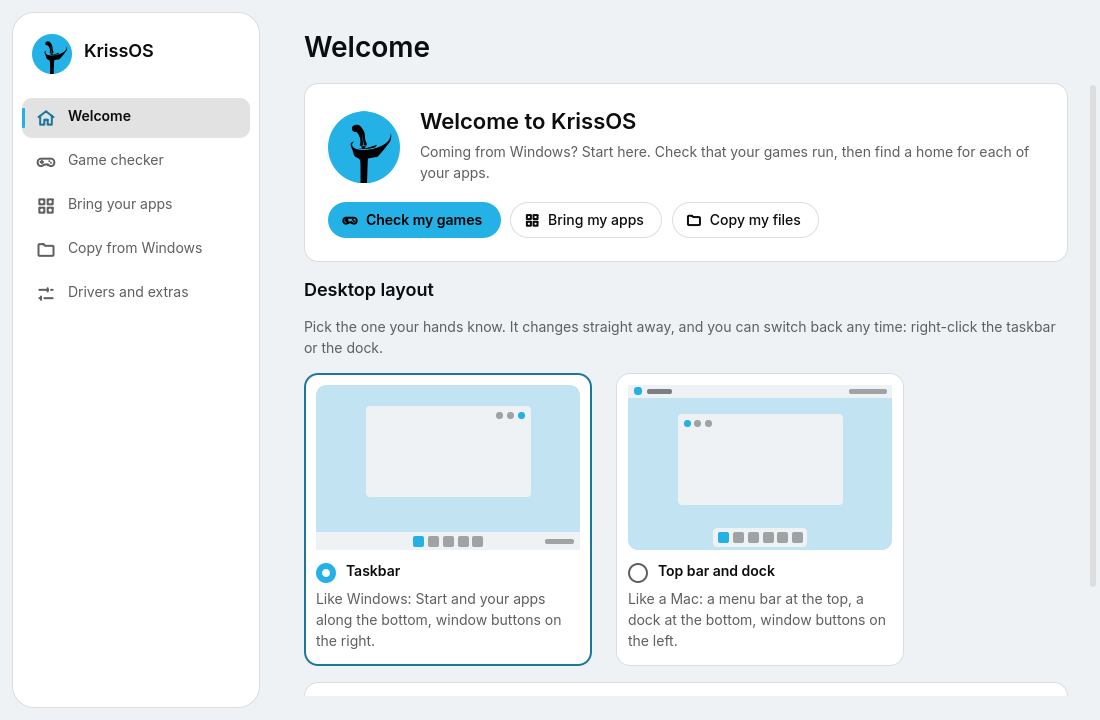 KrissOS
Welcome
Game checker
Bring your apps
Copy from Windows
Drivers and extras
Welcome
Welcome to KrissOS
Coming from Windows? Start here. Check that your games run, then find a home for each of
your apps.
Check my games
Bring my apps
Copy my files
Desktop layout
Pick the one your hands know. It changes straight away, and you can switch back any time: right-click the taskbar
or the dock.
Taskbar
Like Windows: Start and your apps
along the bottom, window buttons on
the right.
Top bar and dock
Like a Mac: a menu bar at the top, a
dock at the bottom, window buttons on
the left.